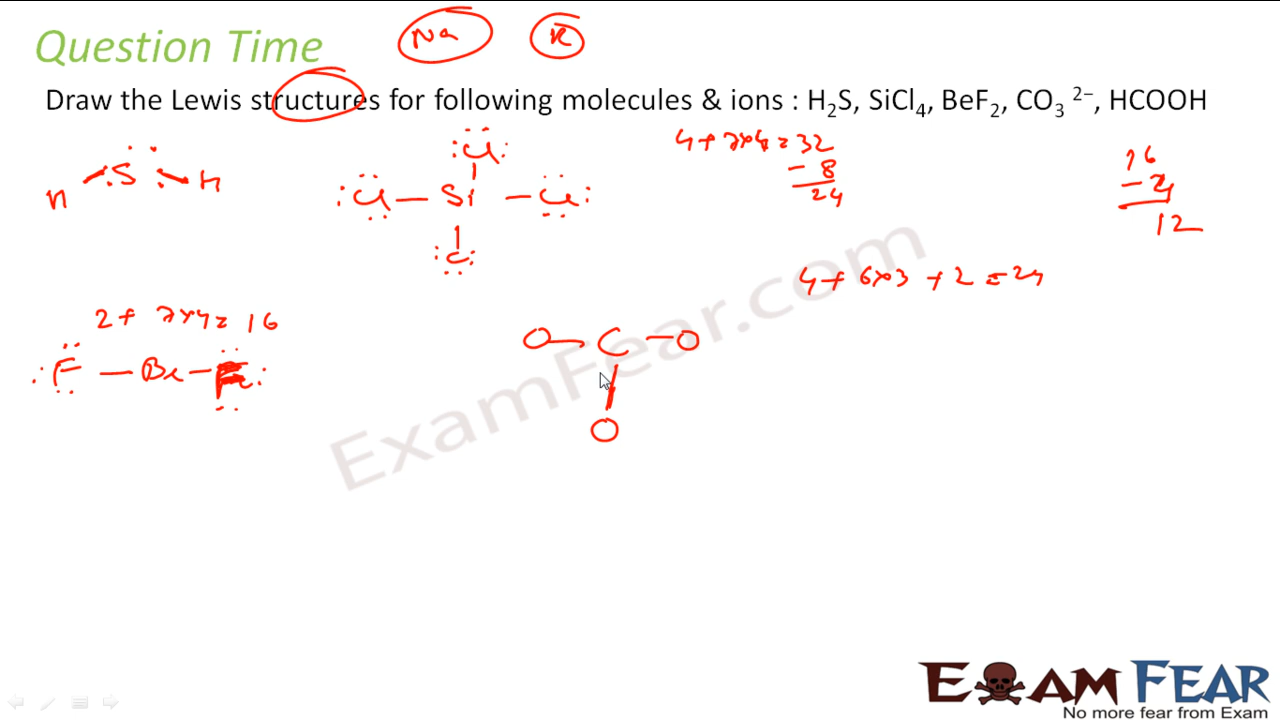 Question Time
Na K
Draw the Lewis structures for following molecules & ions : H₂S, SiCl₄, BeF₂, CO₃ ²⁻, HCOOH
4 + 7×4 = 32
- 8
24
16
- 4
12
S H
H
Cl
Cl — Si — Cl
4 + 6×3 + 2 = 24
2 + 7×4 = 16
F — Be — F
O — C — O
O
ExamFear.com
EXAM FEAR
No more fear from Exam